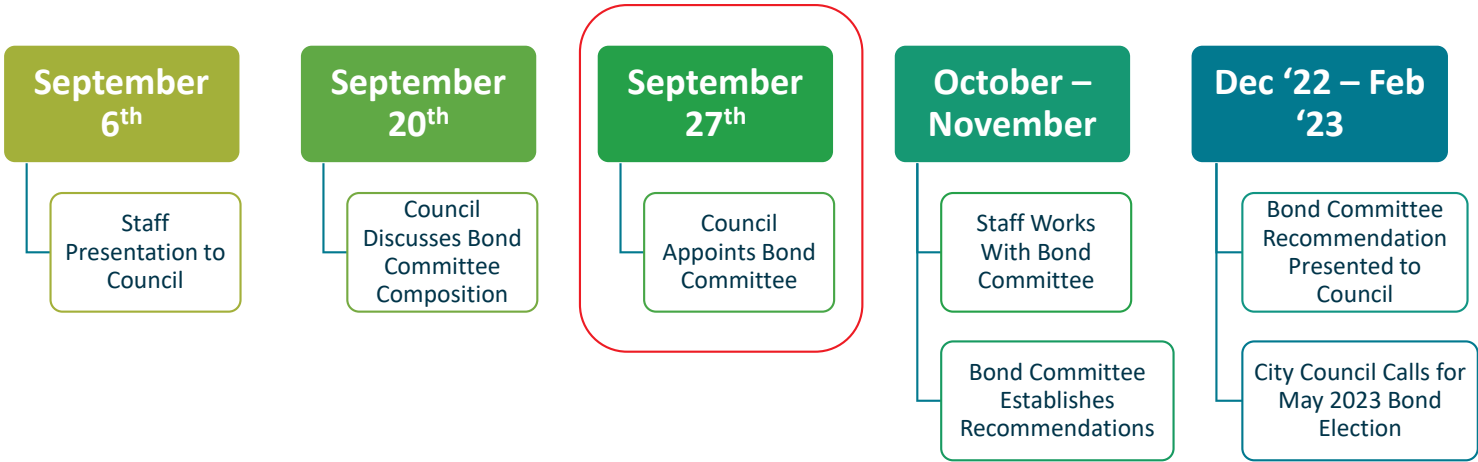 September
6th
Staff
Presentation to
Council
September
20th
Council
Discusses Bond
Committee
Composition
September
27th
Council
Appoints Bond
Committee
October –
November
Staff Works
With Bond
Committee
Bond Committee
Establishes
Recommendations
Dec ‘22 – Feb
‘23
Bond Committee
Recommendation
Presented to
Council
City Council Calls for
May 2023 Bond
Election